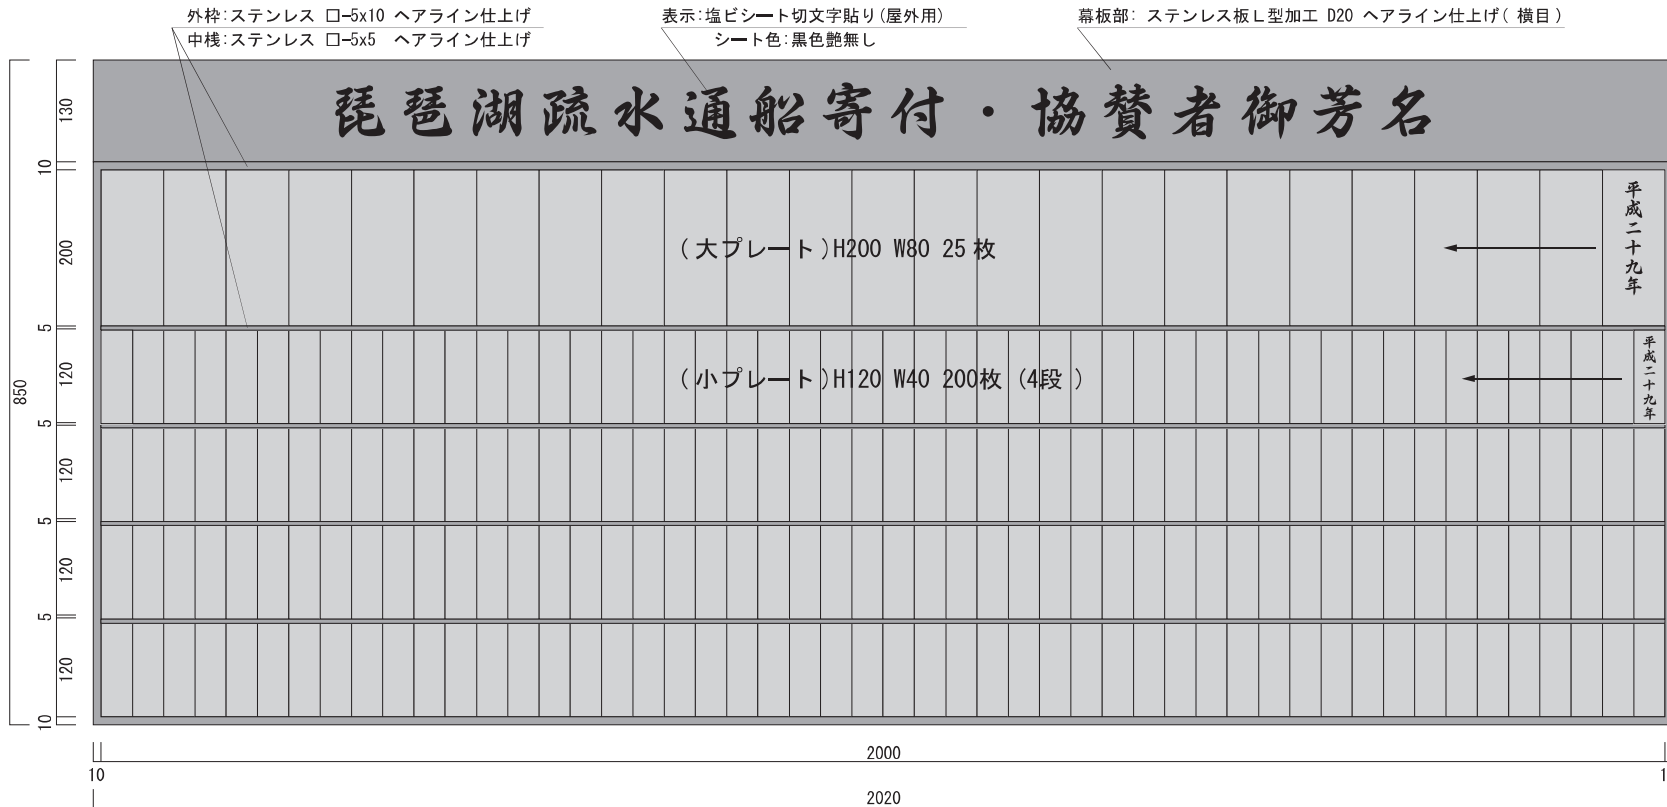 外枠:ステンレス ロ-5x10 ヘアライン仕上げ
中桟:ステンレス ロ-5x5 ヘアライン仕上げ
表示:塩ビシート切文字貼り(屋外用)
シート色:黒色艶無し
幕板部: ステンレス板L型加工 D20 ヘアライン仕上げ( 横目)
琵琶湖疏水通船寄付・協賛者御芳名
(大プレート)H200 W80 25枚
平成二十九年
(小プレート)H120 W40 200枚 (4段 )
平成二十九年
850
130
10
200
5
120
5
120
5
120
5
120
10
2000
10
1
2020